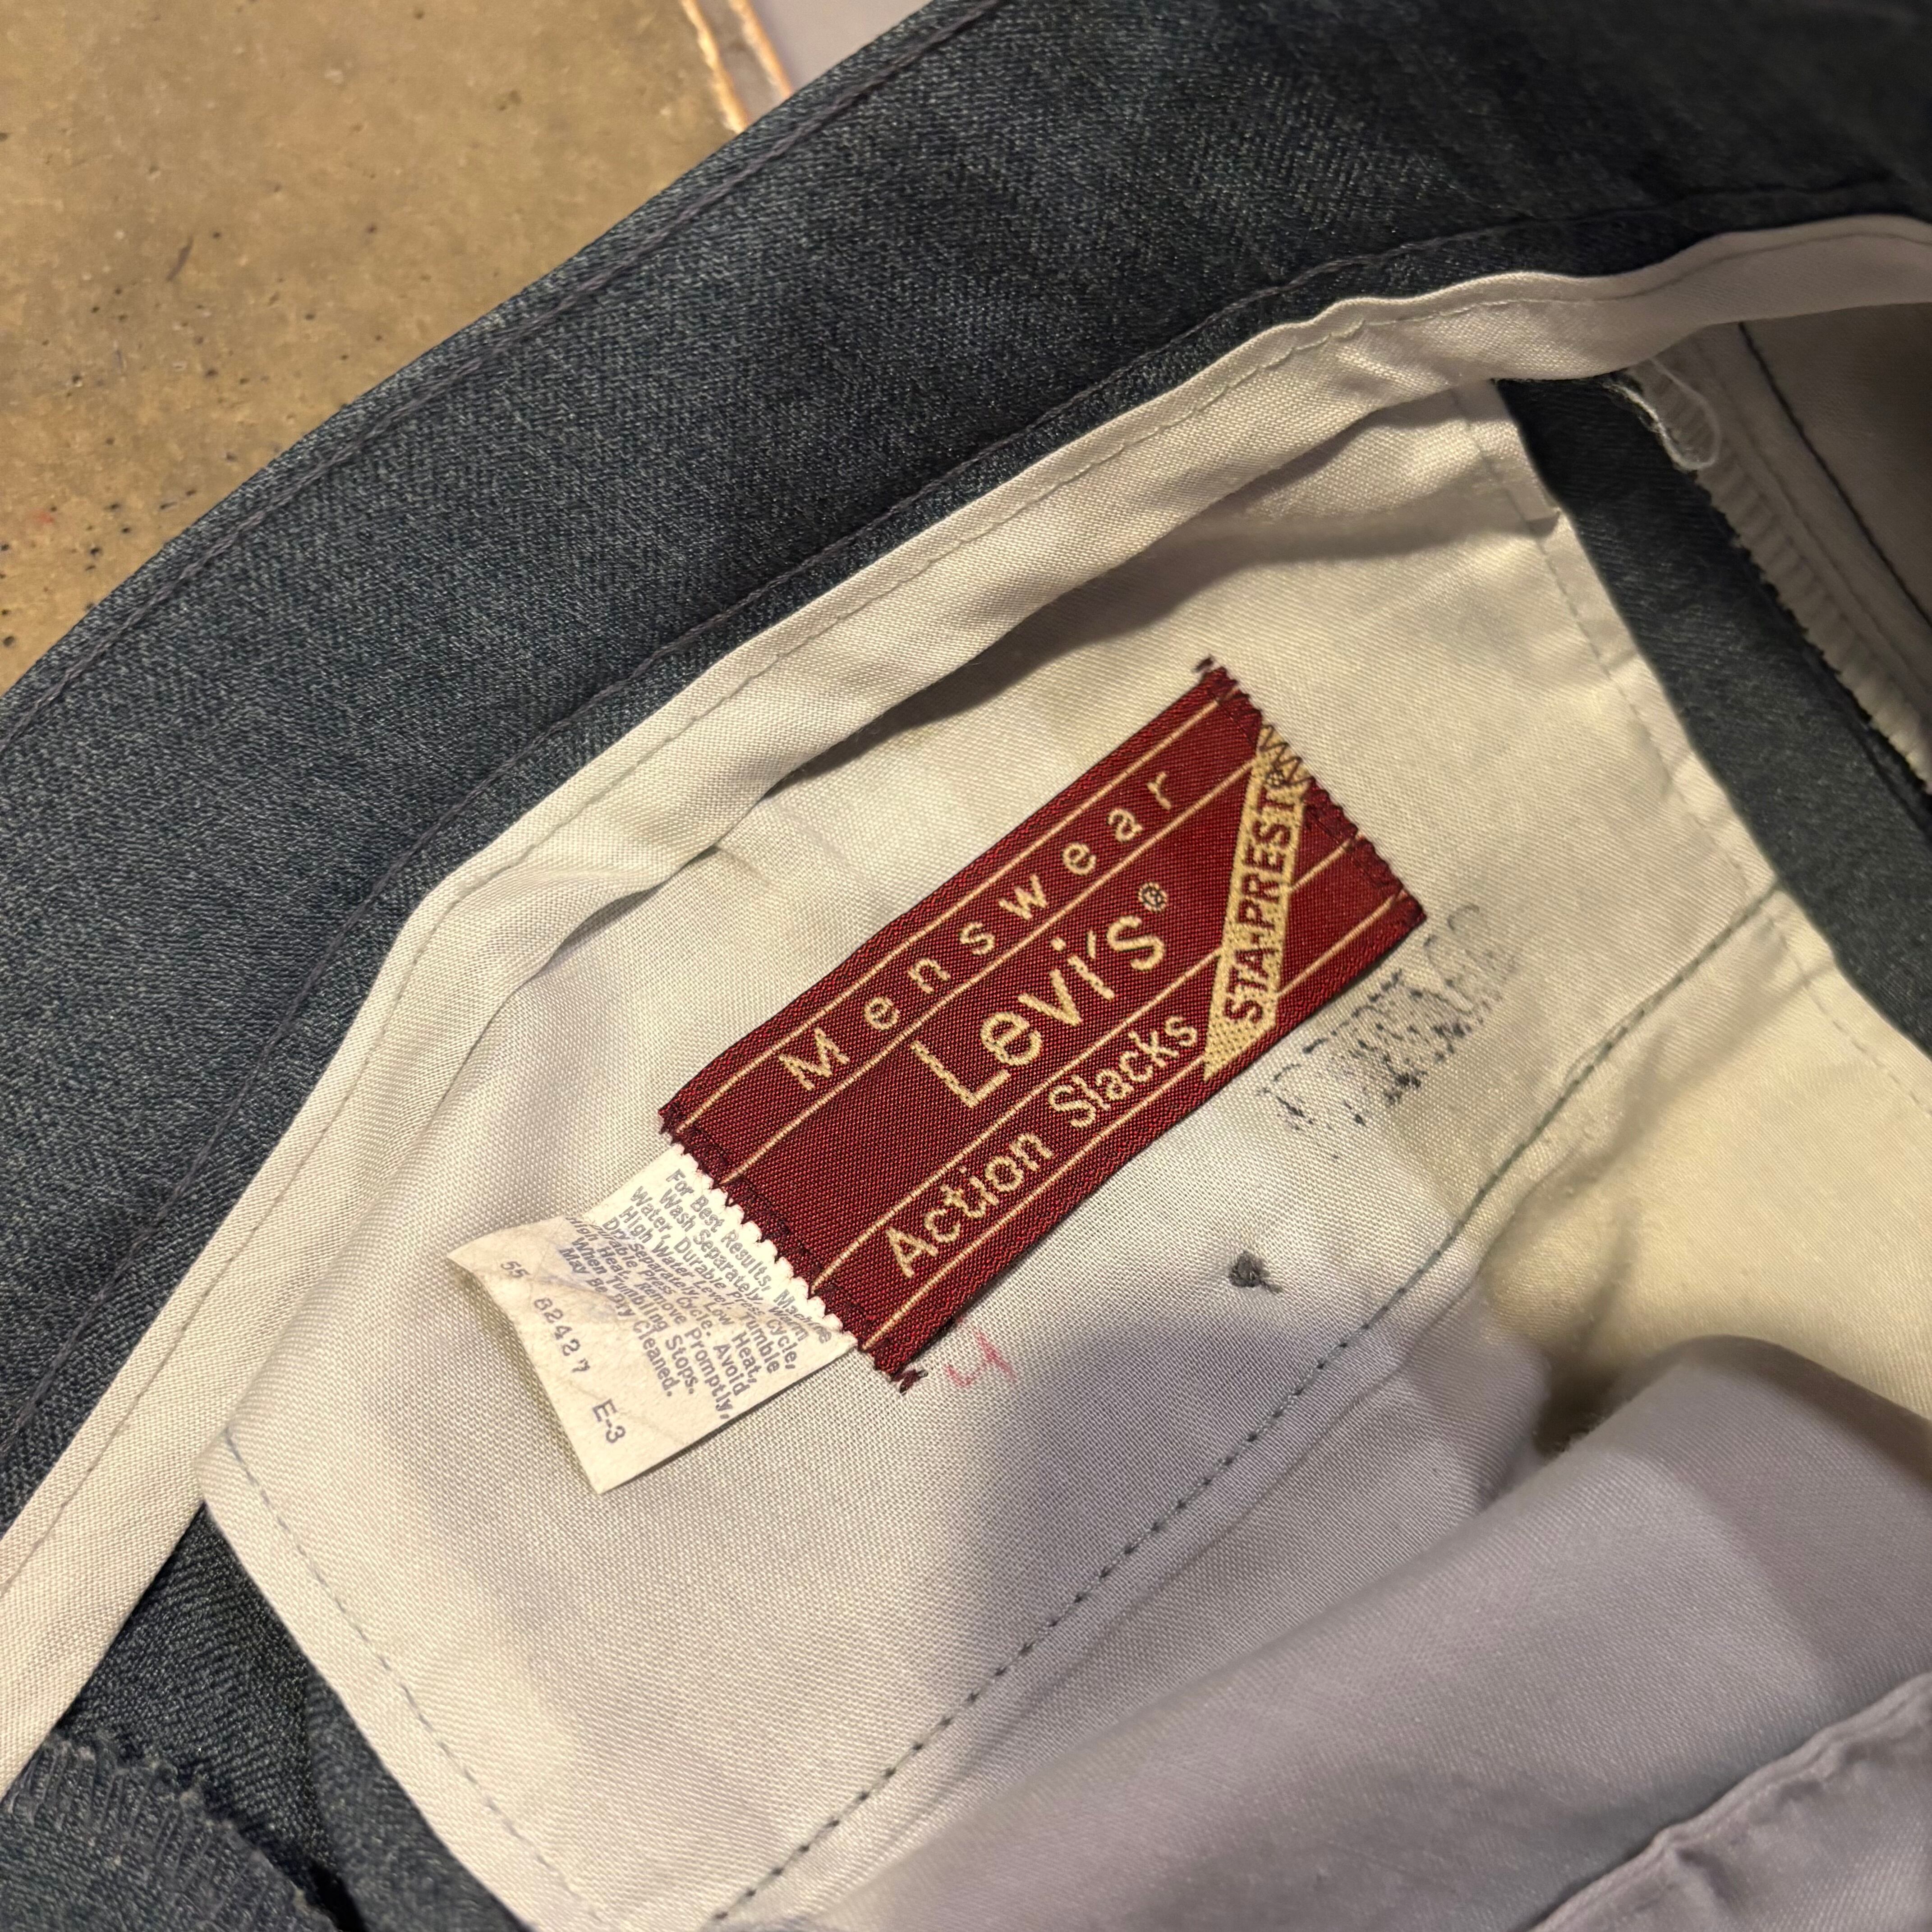 Menswear
Levi's®
Action Slacks
STA-PREST®
For Best Results, Machine
Wash Separately, Warm
Water, Durable Press Cycle,
High Water Level. Tumble
Dry Separately, Low Heat,
Durable Press Cycle. Avoid
High Heat. Remove Promptly,
When Tumbling Stops.
May Be Dry Cleaned.
55 82427 E-3